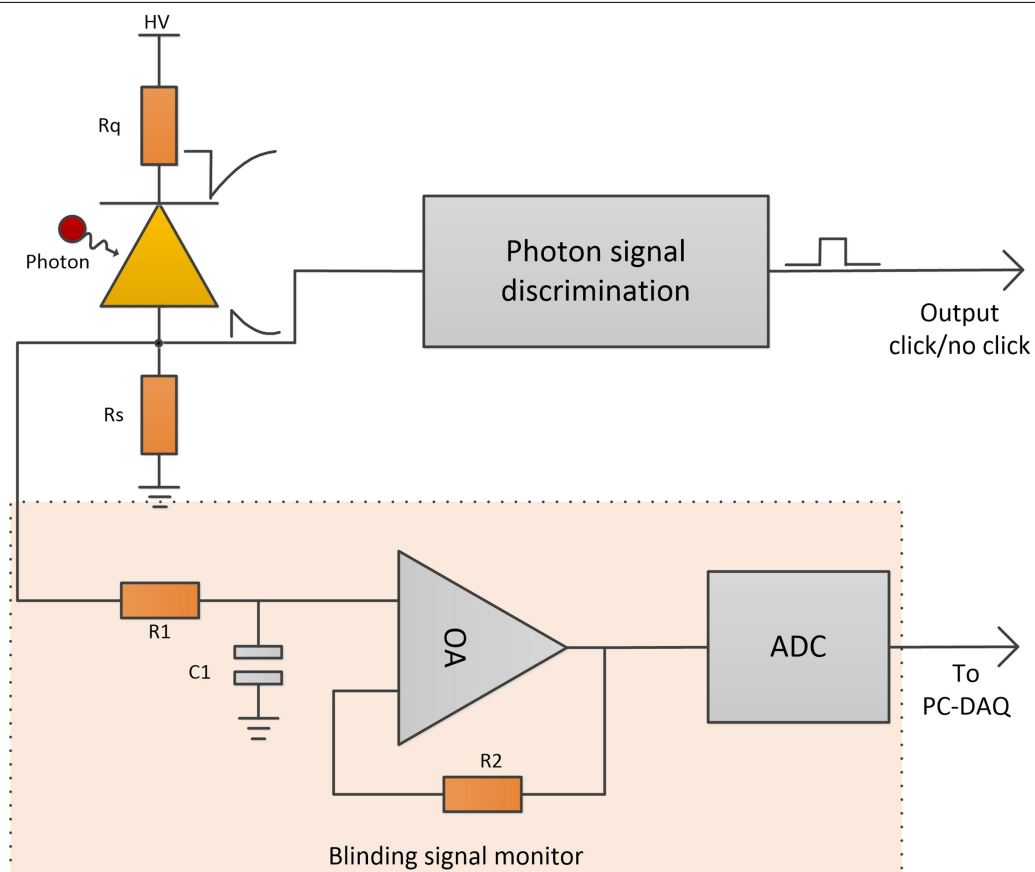 HV
Rq
Photon
Photon signal
discrimination
Output
click/no click
Rs
R1
C1
OA
ADC
To
PC-DAQ
R2
Blinding signal monitor